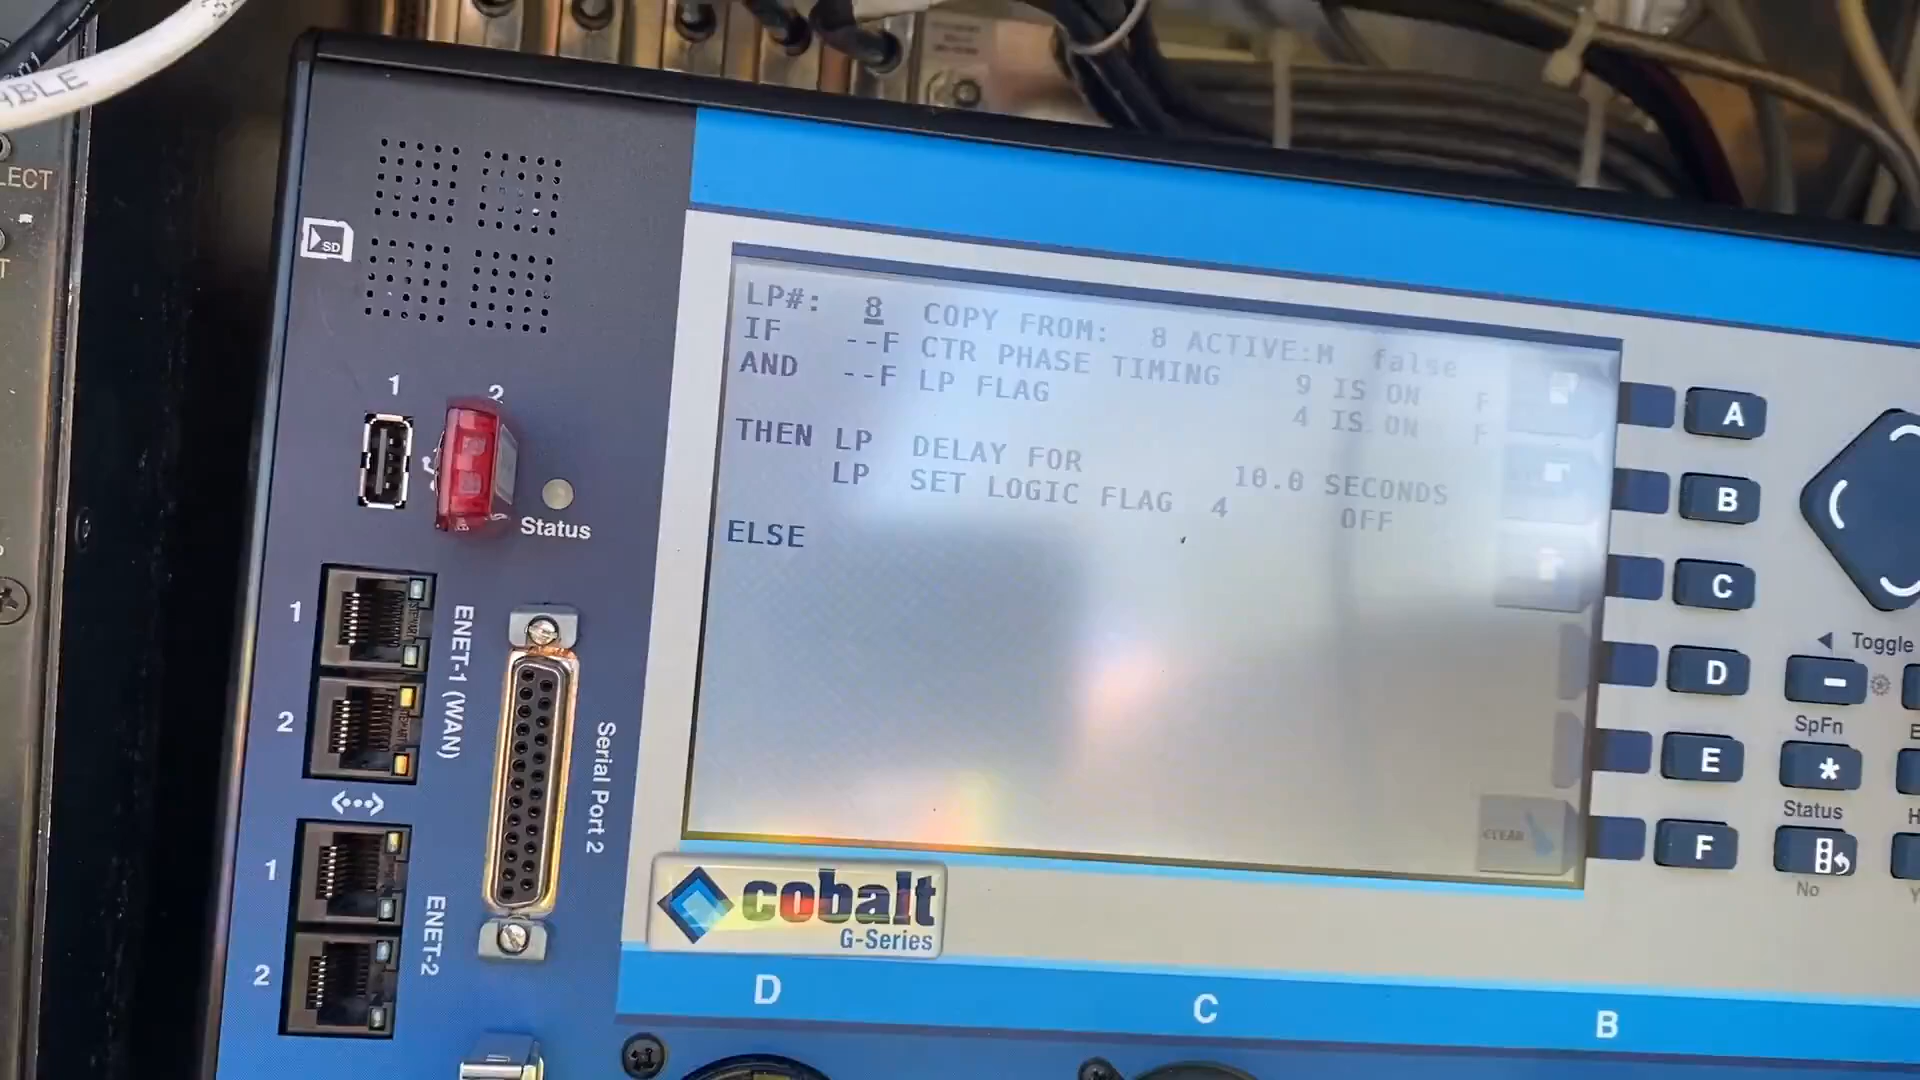 ABLE
LECT
T
SD
LP#: 8 COPY FROM: 8 ACTIVE:M false
IF --F CTR PHASE TIMING 9 IS ON F
AND --F LP FLAG 4 IS ON F
THEN LP DELAY FOR 10.0 SECONDS
LP SET LOGIC FLAG 4 OFF
ELSE
CLEAR
1 2
Status
1
2
ENET-1 (WAN)
1
2
ENET-2
Serial Port 2
cobalt
G-Series
A
B
C
D
E
F
Toggle
-
SpFn
*
Status
No
D C B